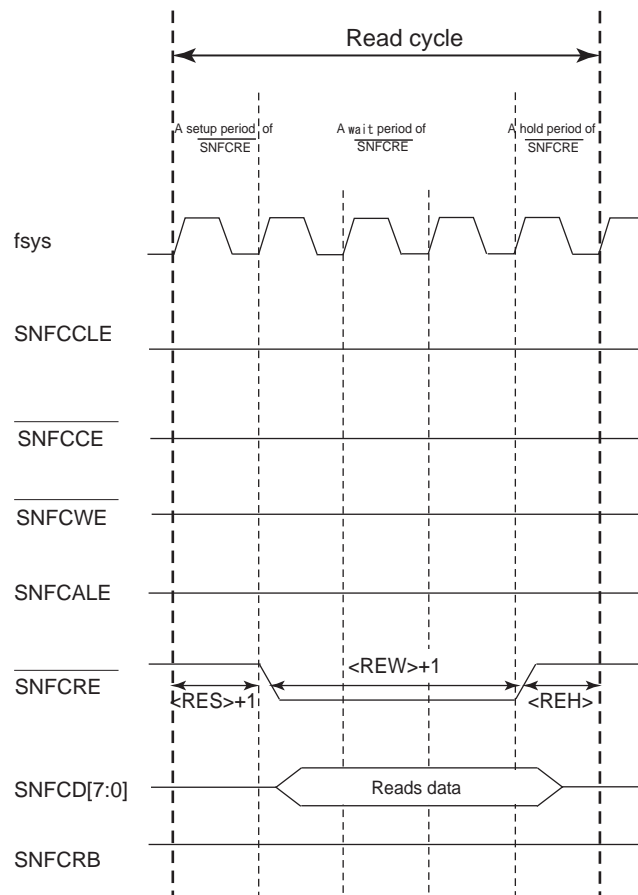 Read cycle
A setup period of
SNFCRE
A wait period of
SNFCRE
A hold period of
SNFCRE
fsys
SNFCCLE
SNFCCE
SNFCWE
SNFCALE
SNFCRE
<RES>+1
<REW>+1
<REH>
SNFCD[7:0]
Reads data
SNFCRB